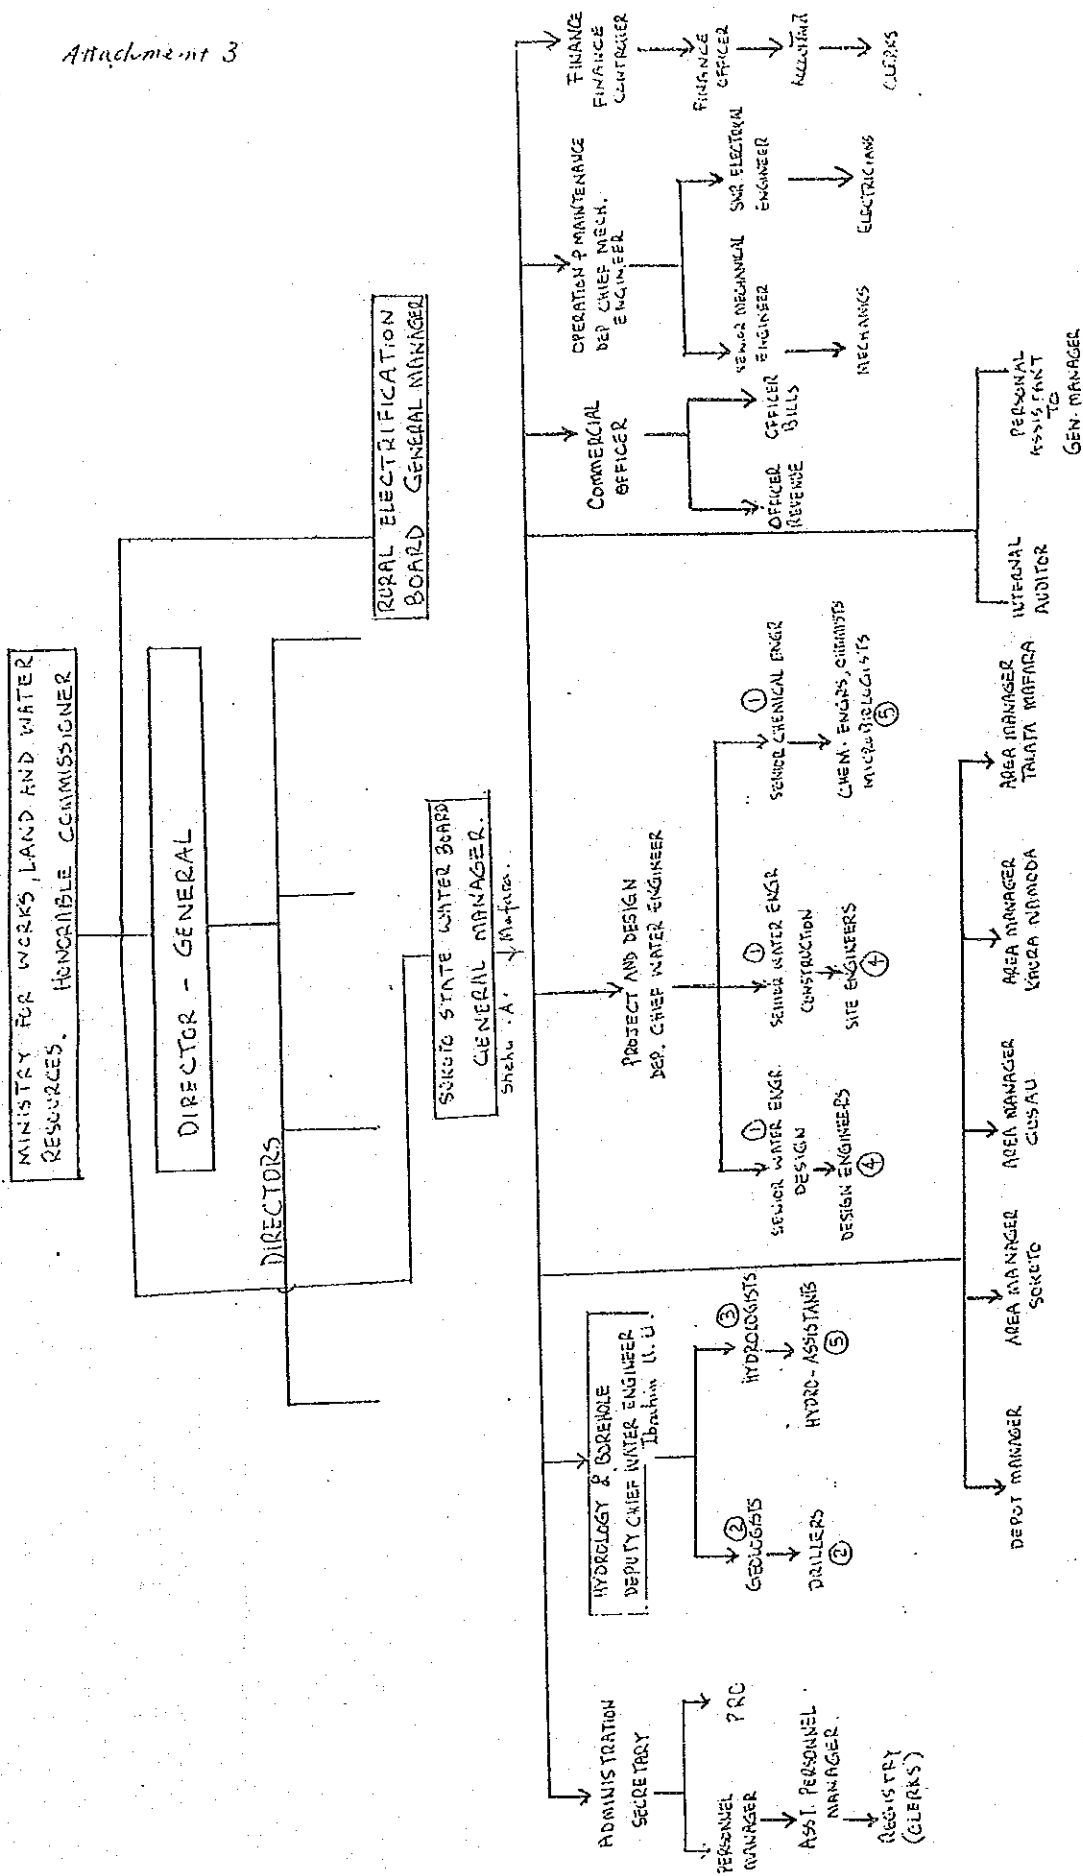 Attachment 3
MINISTRY FOR WORKS, LAND AND WATER
RESOURCES. HONORABLE COMMISSIONER
DIRECTOR - GENERAL
DIRECTORS
RURAL ELECTRIFICATION
BOARD GENERAL MANAGER
SOKOTO STATE WATER BOARD
GENERAL MANAGER.
Shehu . A . Mafara.
ADMINISTRATION
SECRETARY
PERSONNEL
MANAGER
PRO
ASST. PERSONNEL
MANAGER.
REGISTRY
(CLERKS)
HYDROLOGY & BOREHOLE
DEPUTY CHIEF WATER ENGINEER
Ibrahim U. U.
GEOLOGISTS
2
DRILLERS
2
HYDROLOGISTS
3
HYDRO-ASSISTANTS
5
PROJECT AND DESIGN
DEP. CHIEF WATER ENGINEER
SENIOR WATER ENGR.
1
DESIGN
DESIGN ENGINEERS
4
SENIOR WATER ENGR
1
CONSTRUCTION
SITE ENGINEERS
4
SENIOR CHEMICAL ENGR
1
CHEM. ENGRS, CHEMISTS
MICROBIOLOGISTS
5
COMMERCIAL
OFFICER
OFFICER
REVENUE
OFFICER
BILLS
OPERATION & MAINTENANCE
DEP CHIEF MECH.
ENGINEER
SENIOR MECHANICAL
ENGINEER
MECHANICS
SNR. ELECTRICAL
ENGINEER
ELECTRICIANS
FINANCE
FINANCE
CONTROLLER
FINANCE
OFFICER
ACCOUNTANT
CLERKS
DEPOT MANAGER
AREA MANAGER
SOKOTO
AREA MANAGER
GUSAU
AREA MANAGER
KAURA NAMODA
AREA MANAGER
TALATA MAFARA
INTERNAL
AUDITOR
PERSONAL
ASSISTANT
TO
GEN. MANAGER